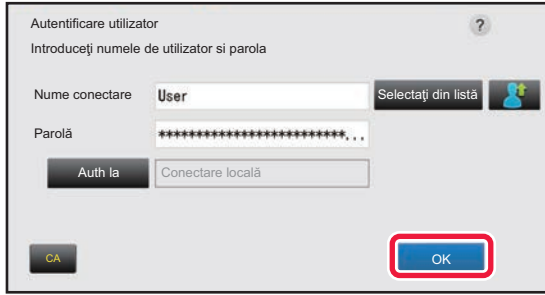 Autentificare utilizator
?
Introduceţi numele de utilizator si parola
Nume conectare User Selectaţi din listă
Parolă **************************...
Auth la Conectare locală
CA OK